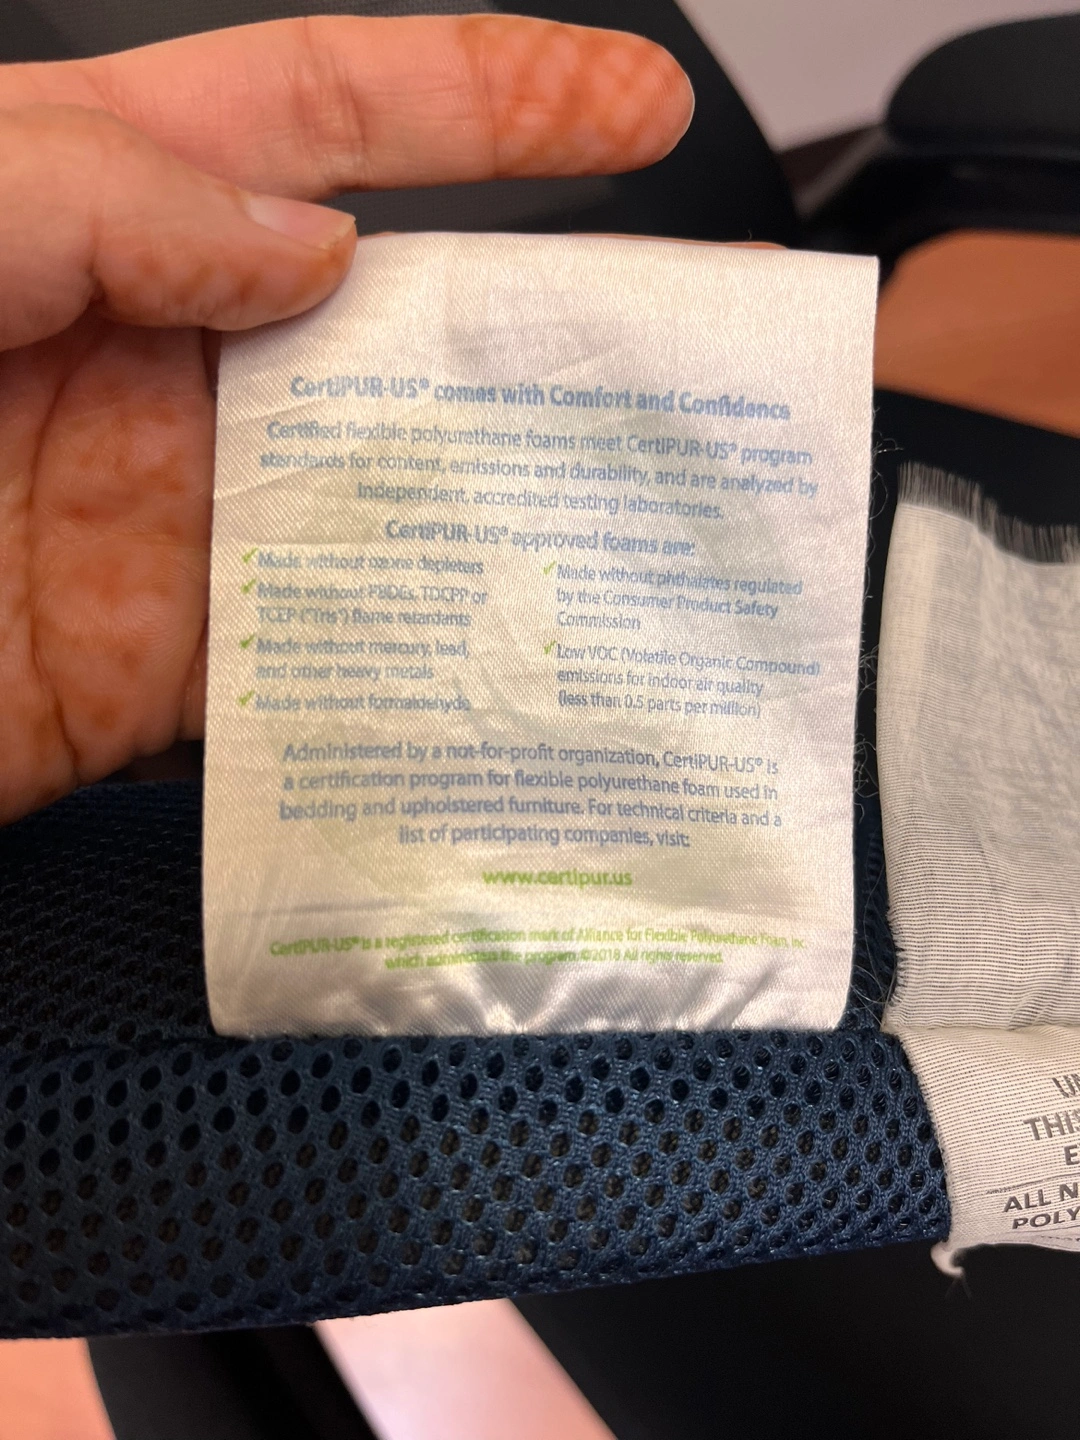 CertiPUR-US® comes with Comfort and Confidence
Certified flexible polyurethane foams meet CertiPUR-US® program
standards for content, emissions and durability, and are analyzed by
independent, accredited testing laboratories.
CertiPUR-US® approved foams are:
✓Made without ozone depleters
✓Made without PBDEs, TDCPP or
TCEP ("Tris") flame retardants
✓Made without mercury, lead,
and other heavy metals
✓Made without formaldehyde
✓Made without phthalates regulated
by the Consumer Product Safety
Commission
✓Low VOC (Volatile Organic Compound)
emissions for indoor air quality
(less than 0.5 parts per million)
Administered by a not-for-profit organization, CertiPUR-US® is
a certification program for flexible polyurethane foam used in
bedding and upholstered furniture. For technical criteria and a
list of participating companies, visit:
www.certipur.us
CertiPUR-US® is a registered certification mark of Alliance for Flexible Polyurethane Foam, Inc.
which administers the program. ©2018 All rights reserved.
ALL N
POLY